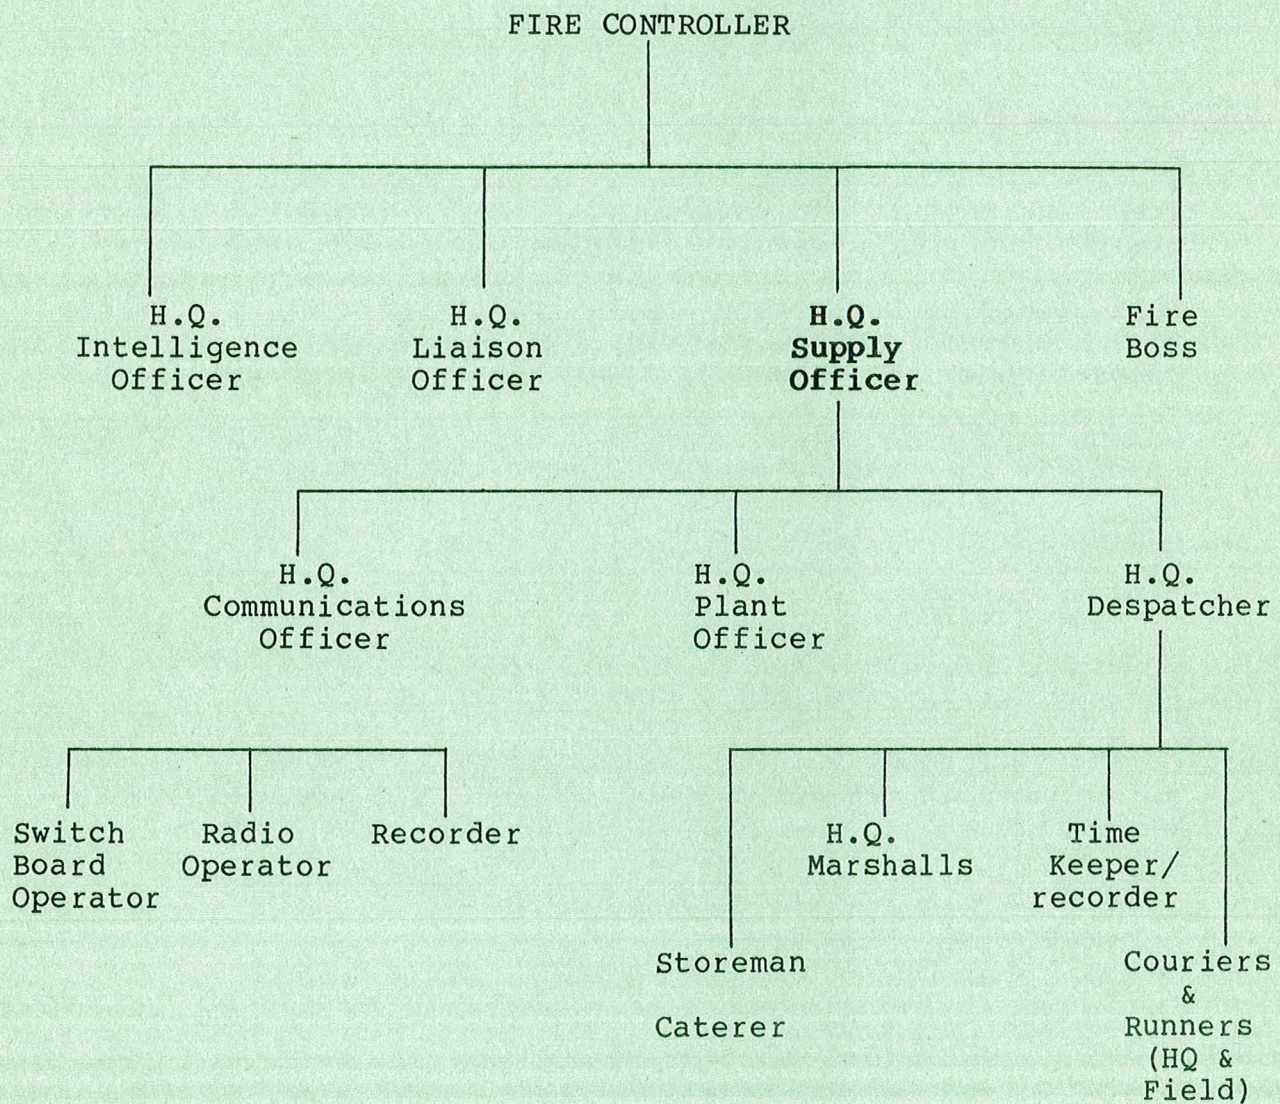 FIRE CONTROLLER
H.Q.
Intelligence
Officer
H.Q.
Liaison
Officer
H.Q.
Supply
Officer
Fire
Boss
H.Q.
Communications
Officer
H.Q.
Plant
Officer
H.Q.
Despatcher
Switch
Board
Operator
Radio
Operator
Recorder
H.Q.
Marshalls
Time
Keeper/
recorder
Storeman
Caterer
Couriers
&
Runners
(HQ &
Field)